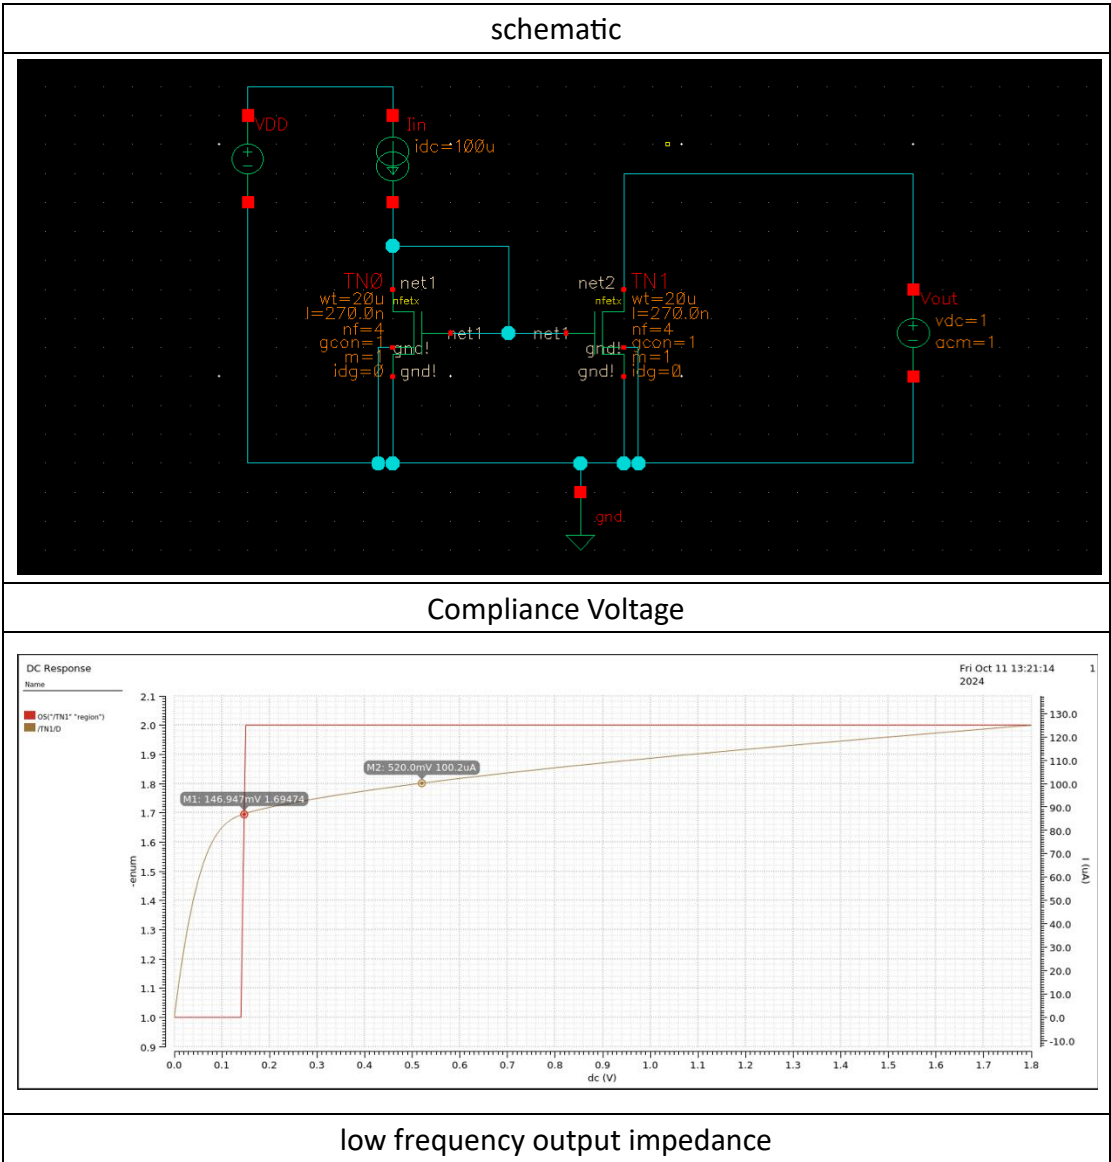 schematic
VDD
Iin
idc=100u
TN0 net1
wt=20u nfetx
l=270.0n
nf=4
gcon=1
m=1
idg=0
net1
gnd!
gnd!
net2 TN1
nfetx wt=20u
l=270.0n
nf=4
gcon=1
m=1
idg=0
net1
gnd!
gnd!
Vout
vdc=1
acm=1
gnd
Compliance Voltage
DC Response
Fri Oct 11 13:21:14 2024
1
Name
OS("/TN1" "region")
/TN1/D
2.1
2.0
1.9
1.8
1.7
1.6
1.5
1.4
1.3
1.2
1.1
1.0
0.9
-enum
M1: 146.947mV 1.69474
M2: 520.0mV 100.2uA
130.0
120.0
110.0
100.0
90.0
80.0
70.0
60.0
50.0
40.0
30.0
20.0
10.0
0.0
-10.0
I (uA)
0.0 0.1 0.2 0.3 0.4 0.5 0.6 0.7 0.8 0.9 1.0 1.1 1.2 1.3 1.4 1.5 1.6 1.7 1.8
dc (V)
low frequency output impedance